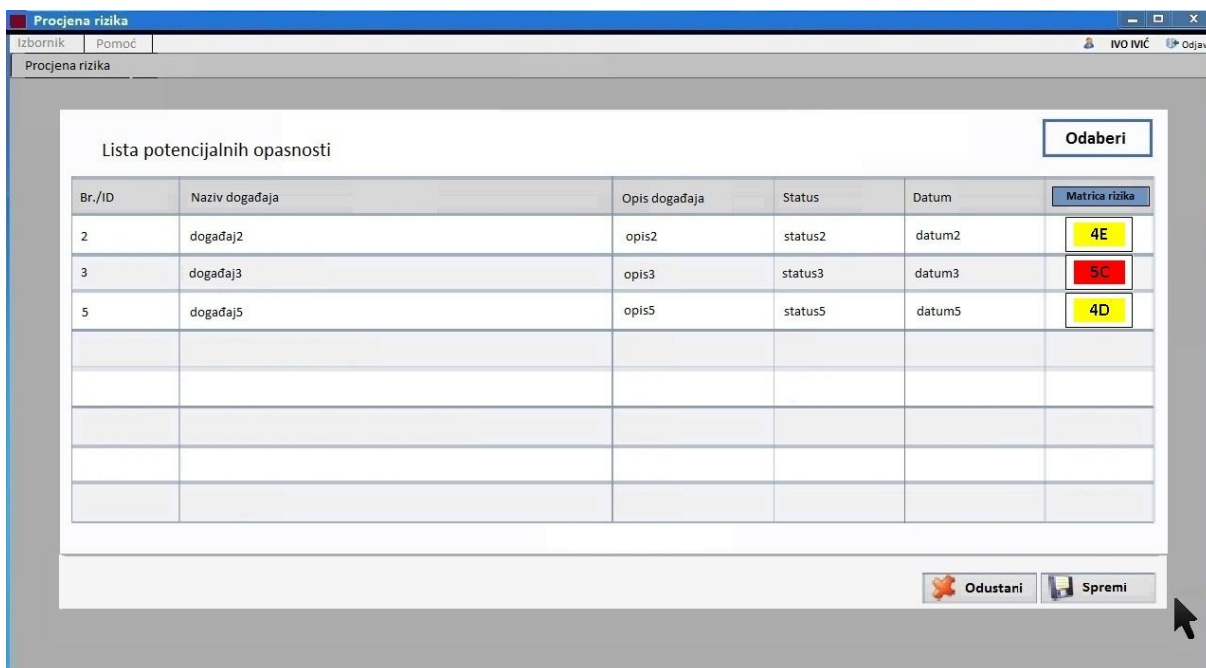 Procjena rizika
Izbornik Pomoć IVO IVIĆ Odjav
Procjena rizika
Lista potencijalnih opasnosti Odaberi
Br./ID Naziv događaja Opis događaja Status Datum Matrica rizika
2 događaj2 opis2 status2 datum2 4E
3 događaj3 opis3 status3 datum3 5C
5 događaj5 opis5 status5 datum5 4D
Odustani Spremi